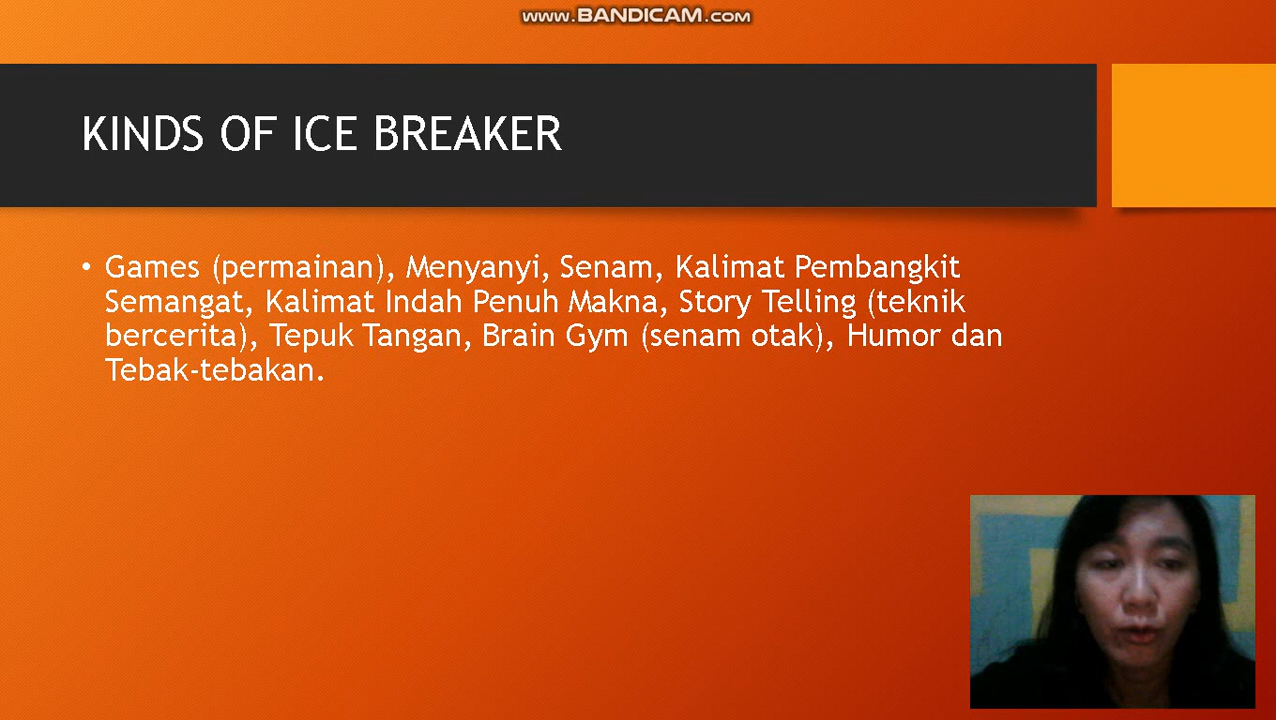 www.BANDICAM.com
KINDS OF ICE BREAKER
• Games (permainan), Menyanyi, Senam, Kalimat Pembangkit
Semangat, Kalimat Indah Penuh Makna, Story Telling (teknik
bercerita), Tepuk Tangan, Brain Gym (senam otak), Humor dan
Tebak-tebakan.